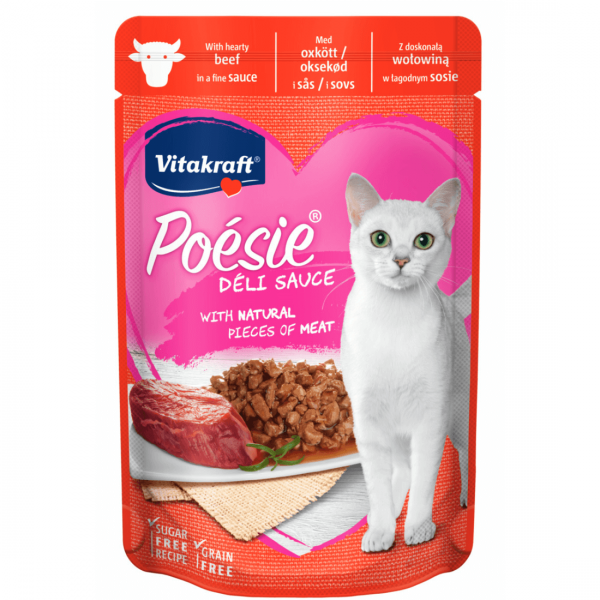 With hearty
beef
in a fine sauce
Med
oxkött /
oksekød
i sås / i sovs
Z doskonałą
wołowiną
w łagodnym sosie
Vitakraft®
Poésie®
DÉLI SAUCE
WITH NATURAL
PIECES OF MEAT
SUGAR
FREE
RECIPE
GRAIN
FREE